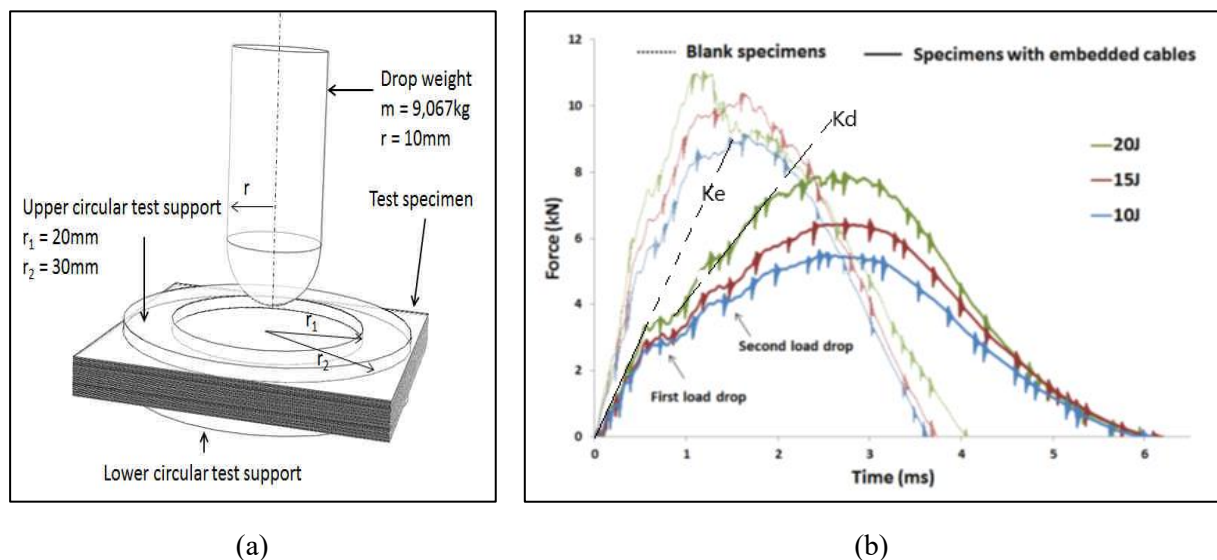 Drop weight
m = 9,067kg
r = 10mm
r
Test specimen
Upper circular test support
r₁ = 20mm
r₂ = 30mm
r₁
r₂
Lower circular test support
(a)
Blank specimens
Specimens with embedded cables
12
10
8
6
4
2
0
Force (kN)
Kd
Ke
20J
15J
10J
Second load drop
First load drop
0 1 2 3 4 5 6
Time (ms)
(b)